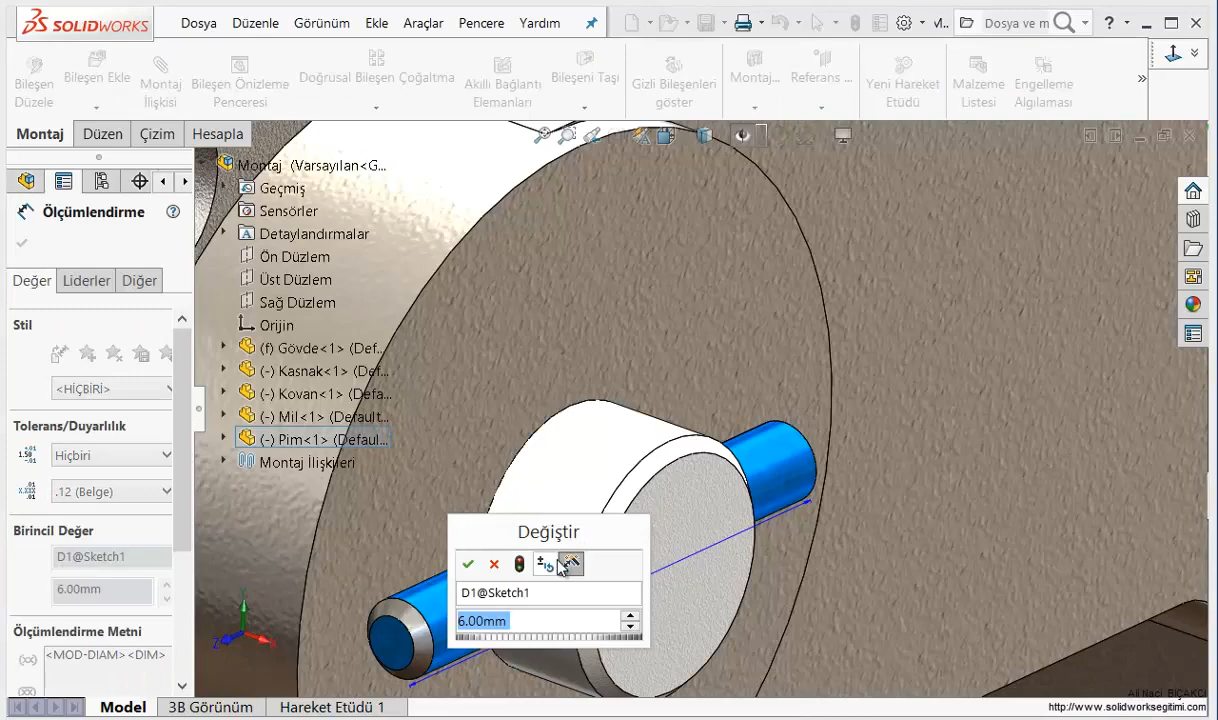 SOLIDWORKS
Dosya Düzenle Görünüm Ekle Araçlar Pencere Yardım
Dosya ve m
?
Bileşen Düzele
Bileşen Ekle
Montaj İlişkisi
Bileşen Önizleme Penceresi
Doğrusal Bileşen Çoğaltma
Akıllı Bağlantı Elemanları
Bileşeni Taşı
Gizli Bileşenleri göster
Montaj...
Referans ...
Yeni Hareket Etüdü
Malzeme Listesi
Engelleme Algılaması
Montaj Düzen Çizim Hesapla
Montaj (Varsayılan<G...
Geçmiş
Sensörler
Detaylandırmalar
Ön Düzlem
Üst Düzlem
Sağ Düzlem
Orijin
(f) Gövde<1> (Def...
(-) Kasnak<1> (Def...
(-) Kovan<1> (Defa...
(-) Mil<1> (Default...
(-) Pim<1> (Defaul...
Montaj İlişkileri
Ölçümlendirme
Değer Liderler Diğer
Stil
<HİÇBİRİ>
Tolerans/Duyarlılık
Hiçbiri
.12 (Belge)
Birincil Değer
D1@Sketch1
6.00mm
Ölçümlendirme Metni
<MOD-DIAM><DIM>
Değiştir
D1@Sketch1
6.00mm
Model 3B Görünüm Hareket Etüdü 1
Ali Naci BIÇAKCI
http://www.solidworksegitimi.com